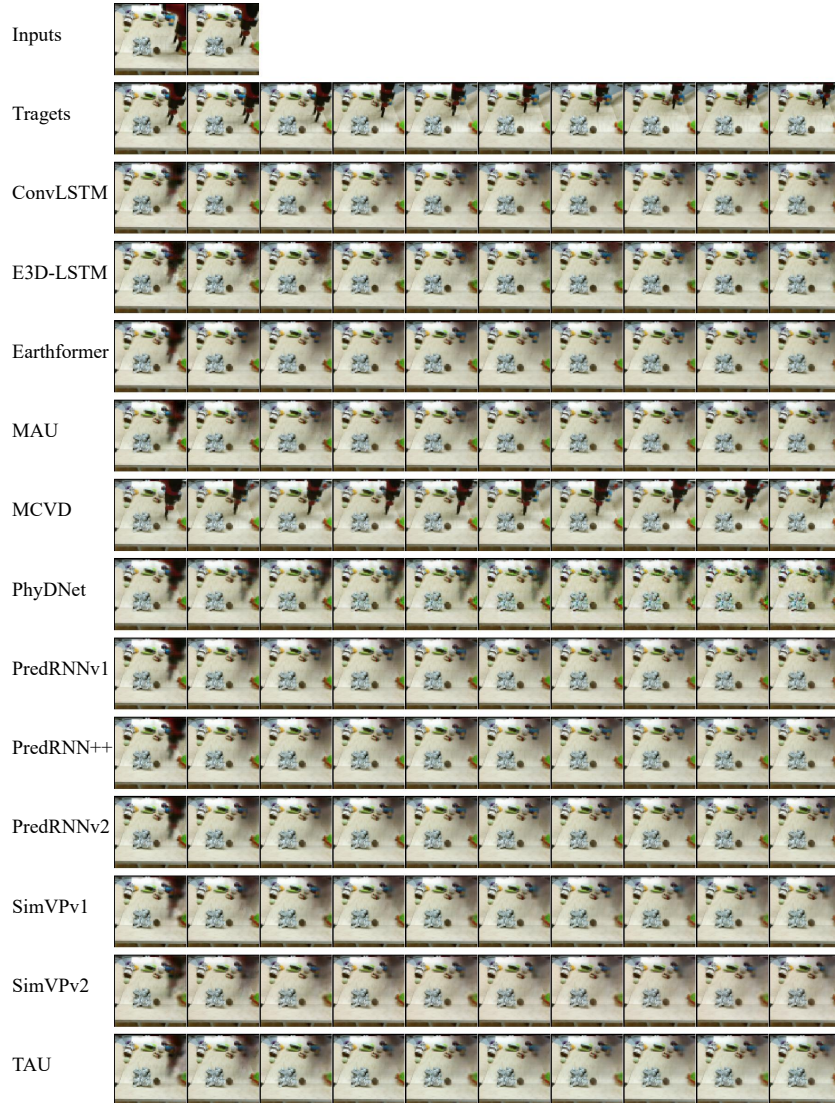 Inputs
Tragets
ConvLSTM
E3D-LSTM
Earthformer
MAU
MCVD
PhyDNet
PredRNNv1
PredRNN++
PredRNNv2
SimVPv1
SimVPv2
TAU